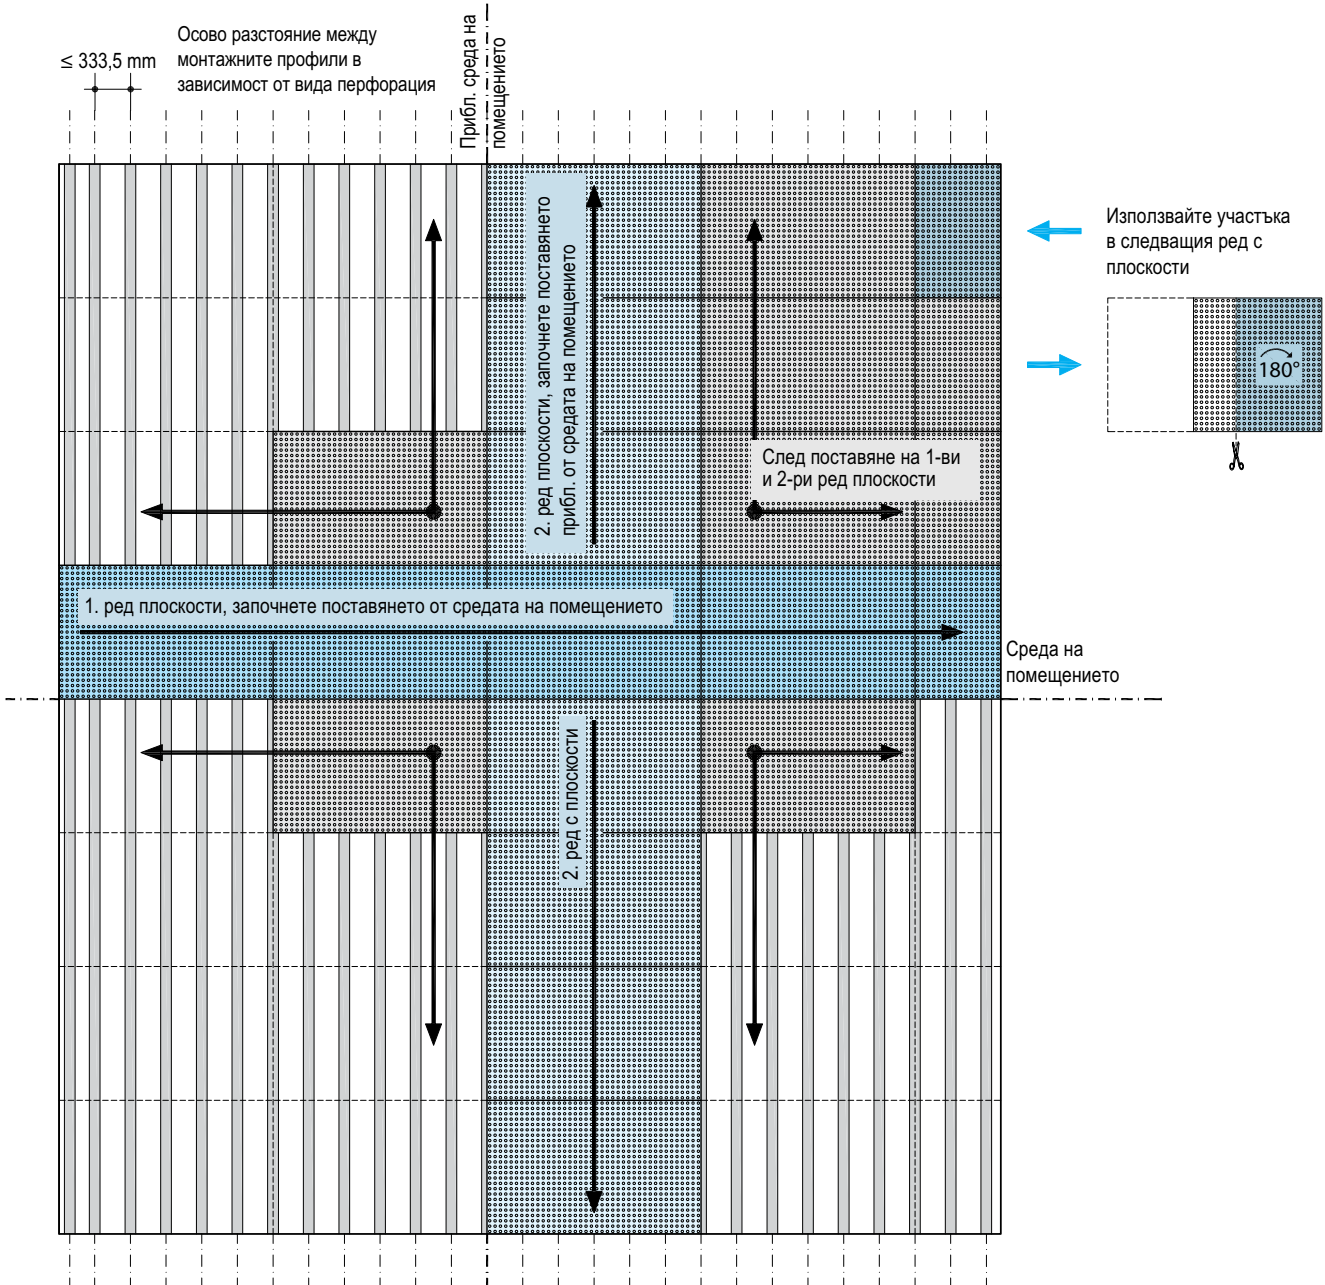 Осово разстояние между
монтажните профили в
зависимост от вида перфорация
≤ 333,5 mm
Прибл. среда на
помещението
2. ред плоскости, започнете поставянето
прибл. от средата на помещението
Използвайте участъка
в следващия ред с
плоскости
180°
След поставяне на 1-ви
и 2-ри ред плоскости
1. ред плоскости, започнете поставянето от средата на помещението
Среда на
помещението
2. ред с плоскости